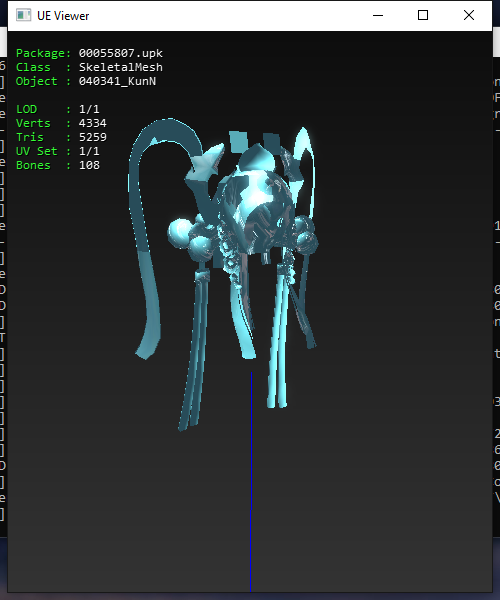 UE Viewer
Package: 00055807.upk
Class  : SkeletalMesh
Object : 040341_KunN
LOD    : 1/1
Verts  : 4334
Tris   : 5259
UV Set : 1/1
Bones  : 108